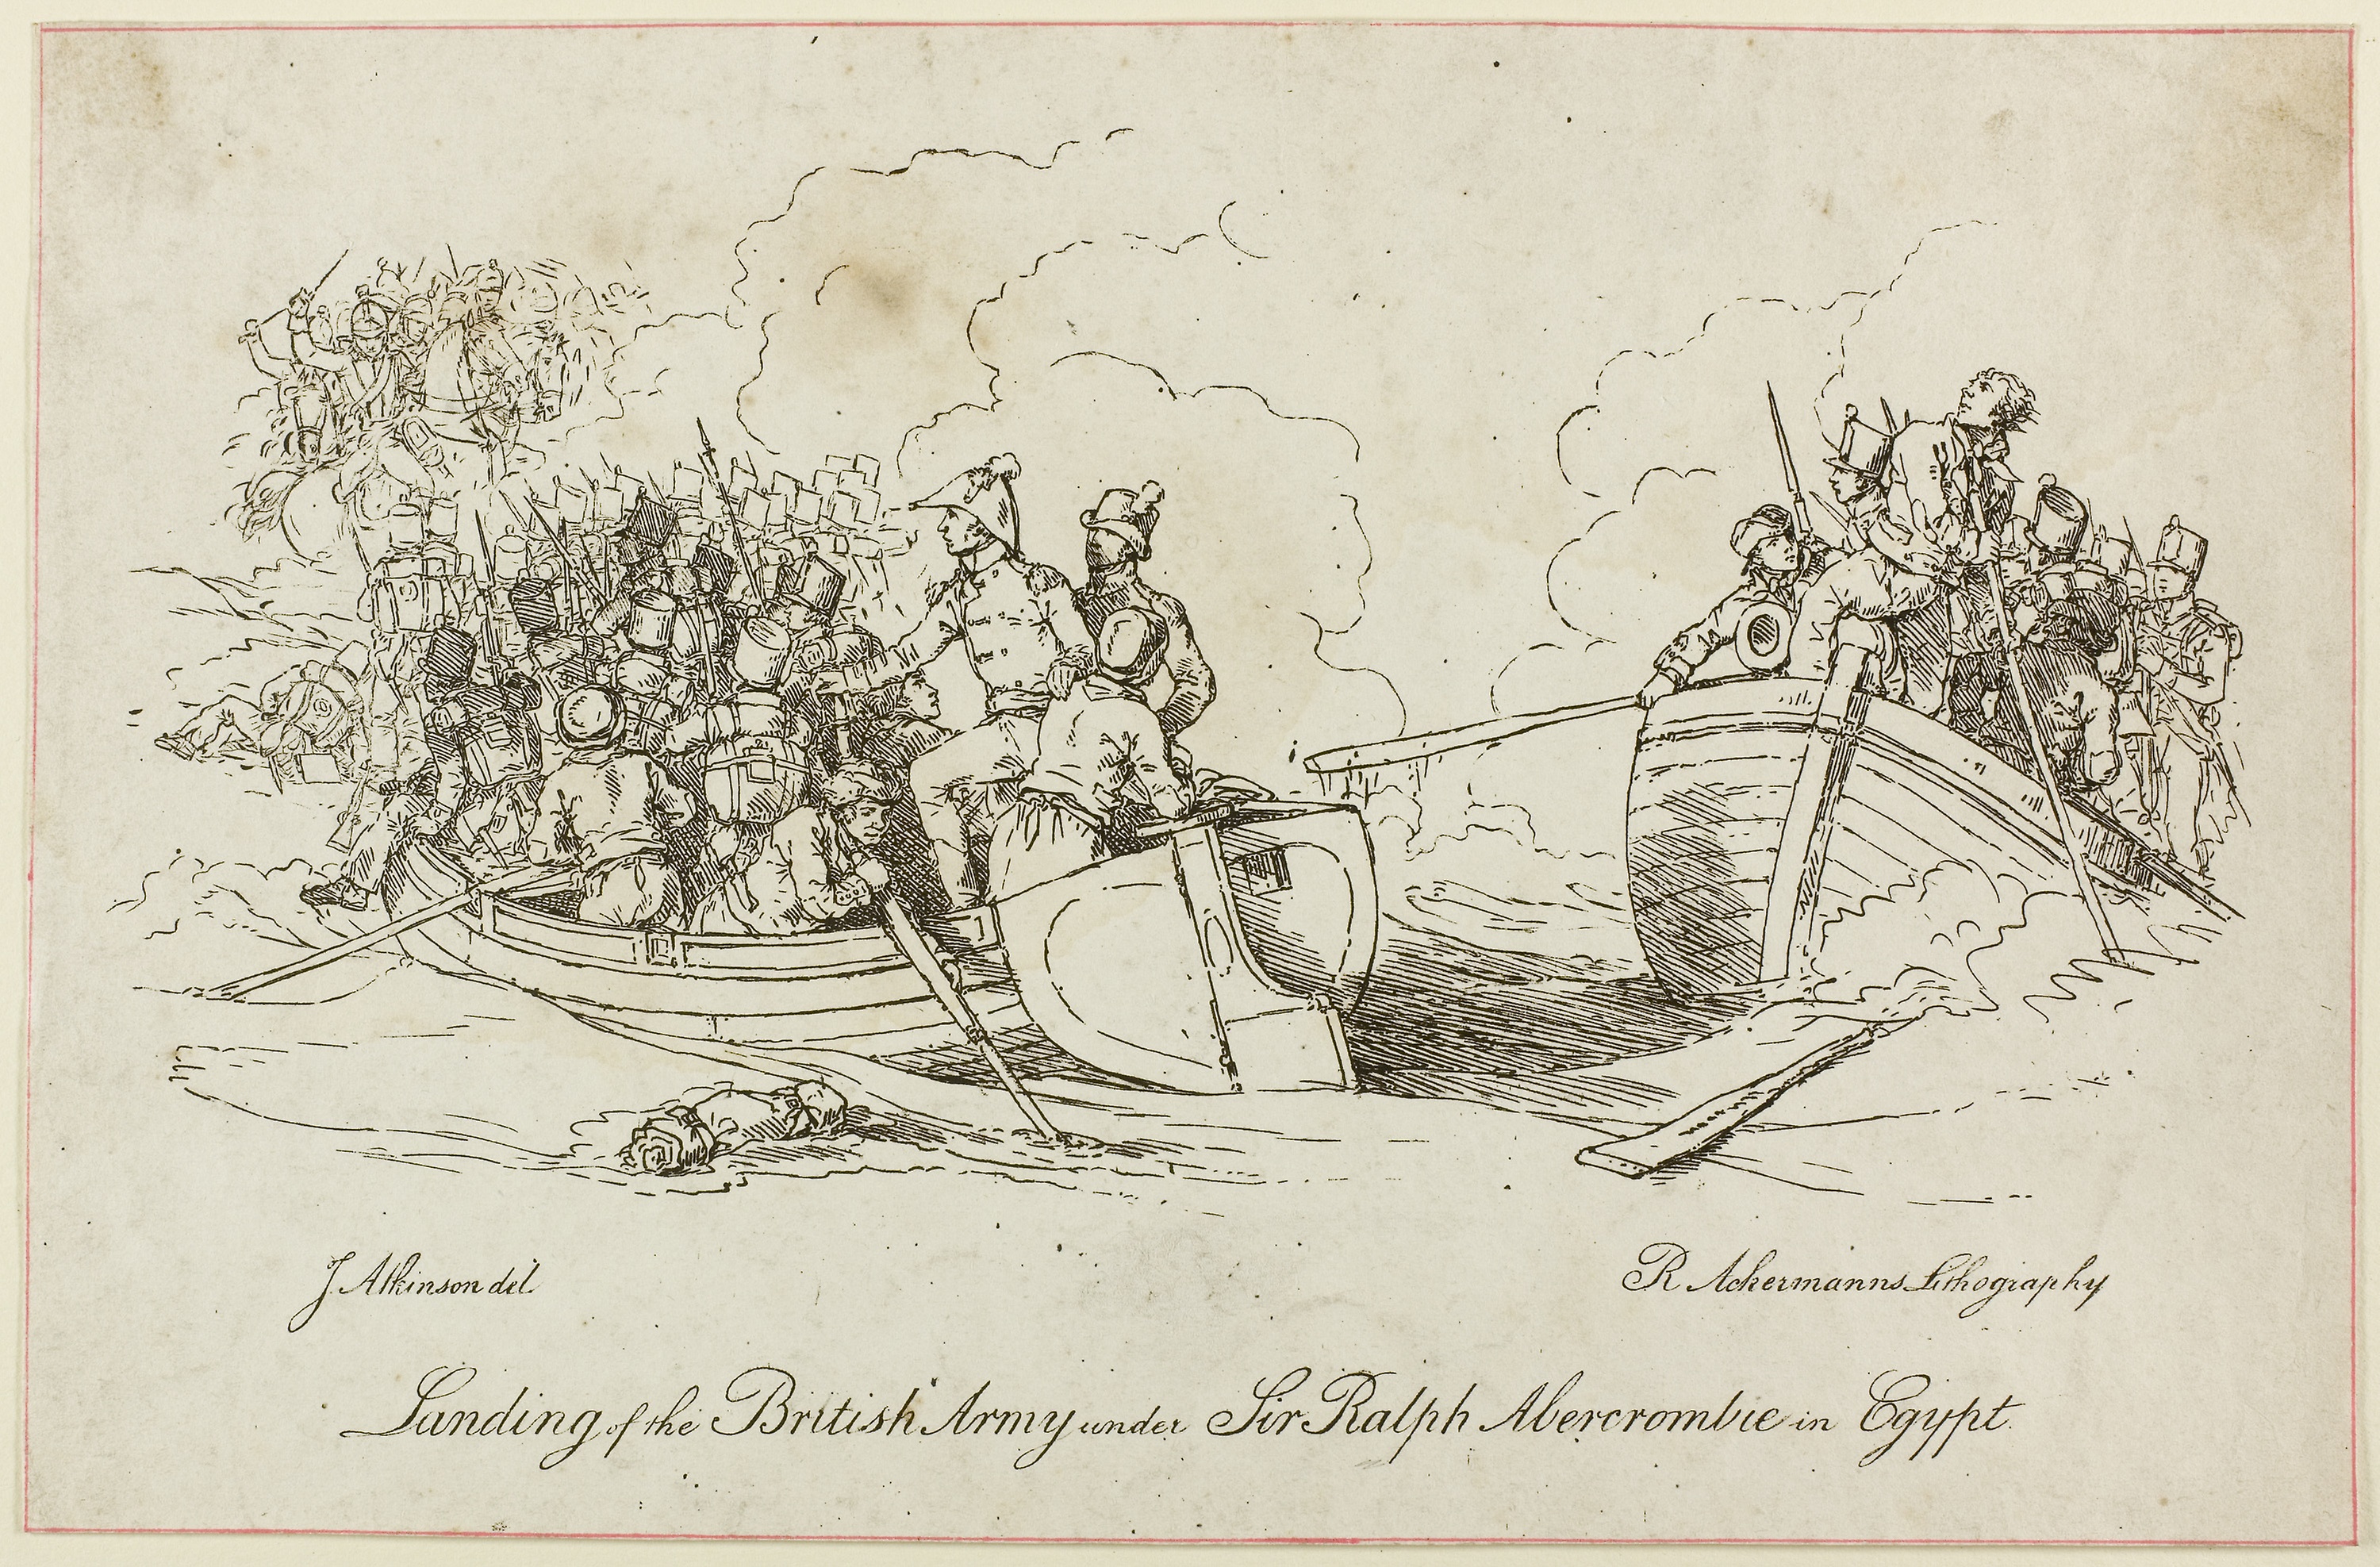 J Atkinson del
R Ackermanns Lithography
Landing of the British Army under Sir Ralph Abercrombie in Egypt